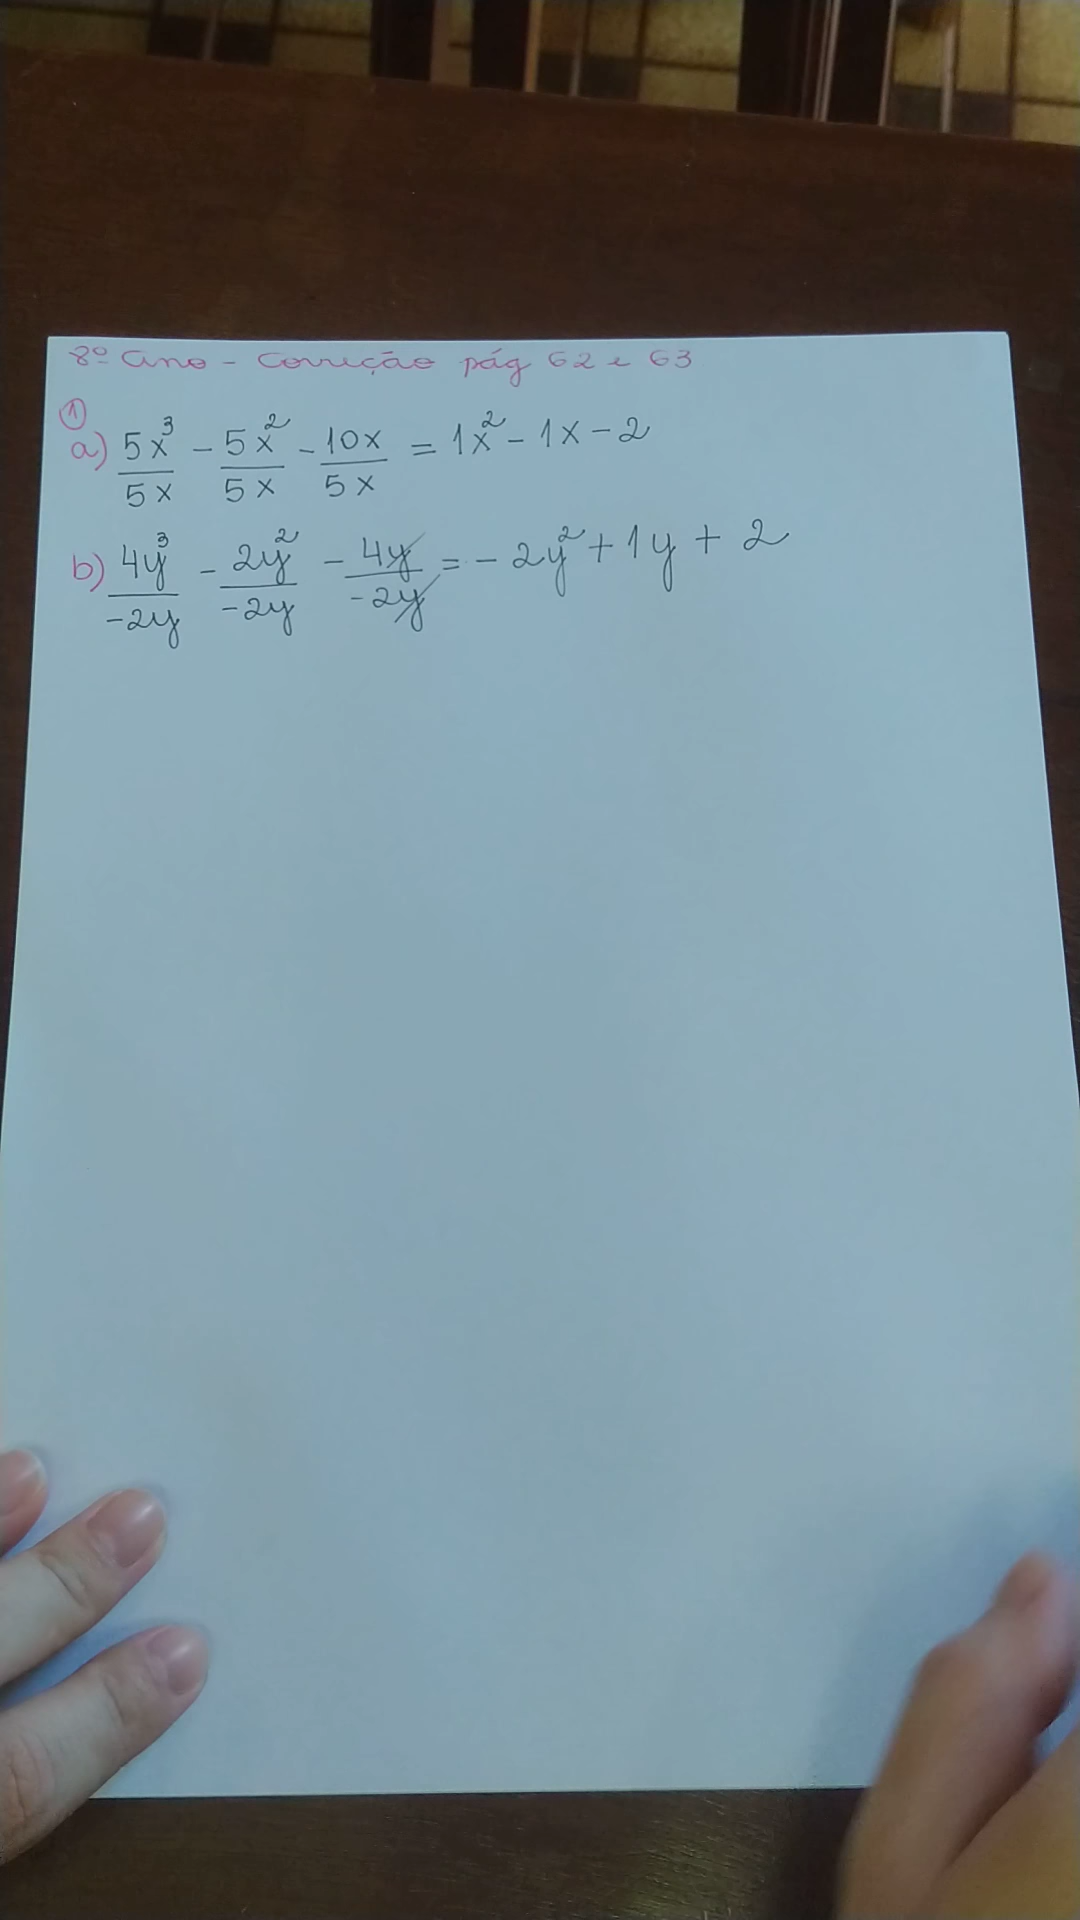 8º Ano - Correção pág 62 e 63
①
a) 5x³/5x - 5x²/5x - 10x/5x = 1x² - 1x - 2
b) 4y³/-2y - 2y²/-2y - 4y/-2y = - 2y² + 1y + 2